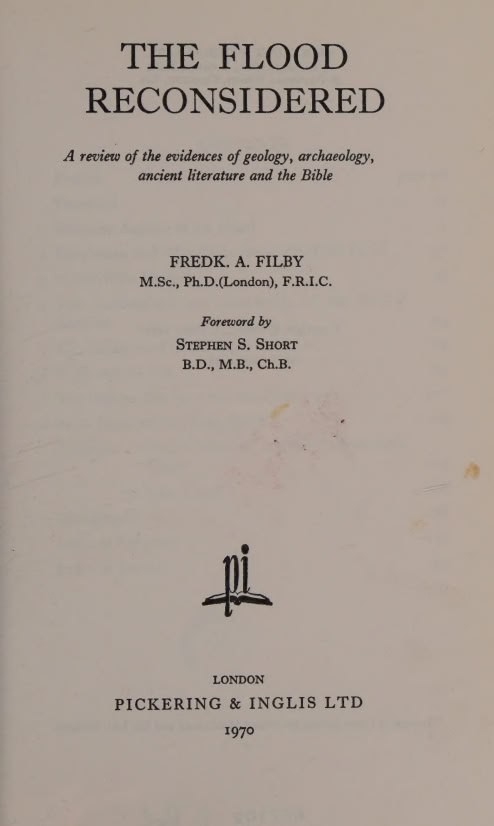 THE FLOOD
RECONSIDERED
A review of the evidences of geology, archaeology,
ancient literature and the Bible
FREDK. A. FILBY
M.Sc., Ph.D.(London), F.R.I.C.
Foreword by
STEPHEN S. SHORT
B.D., M.B., Ch.B.
pi
LONDON
PICKERING & INGLIS LTD
1970